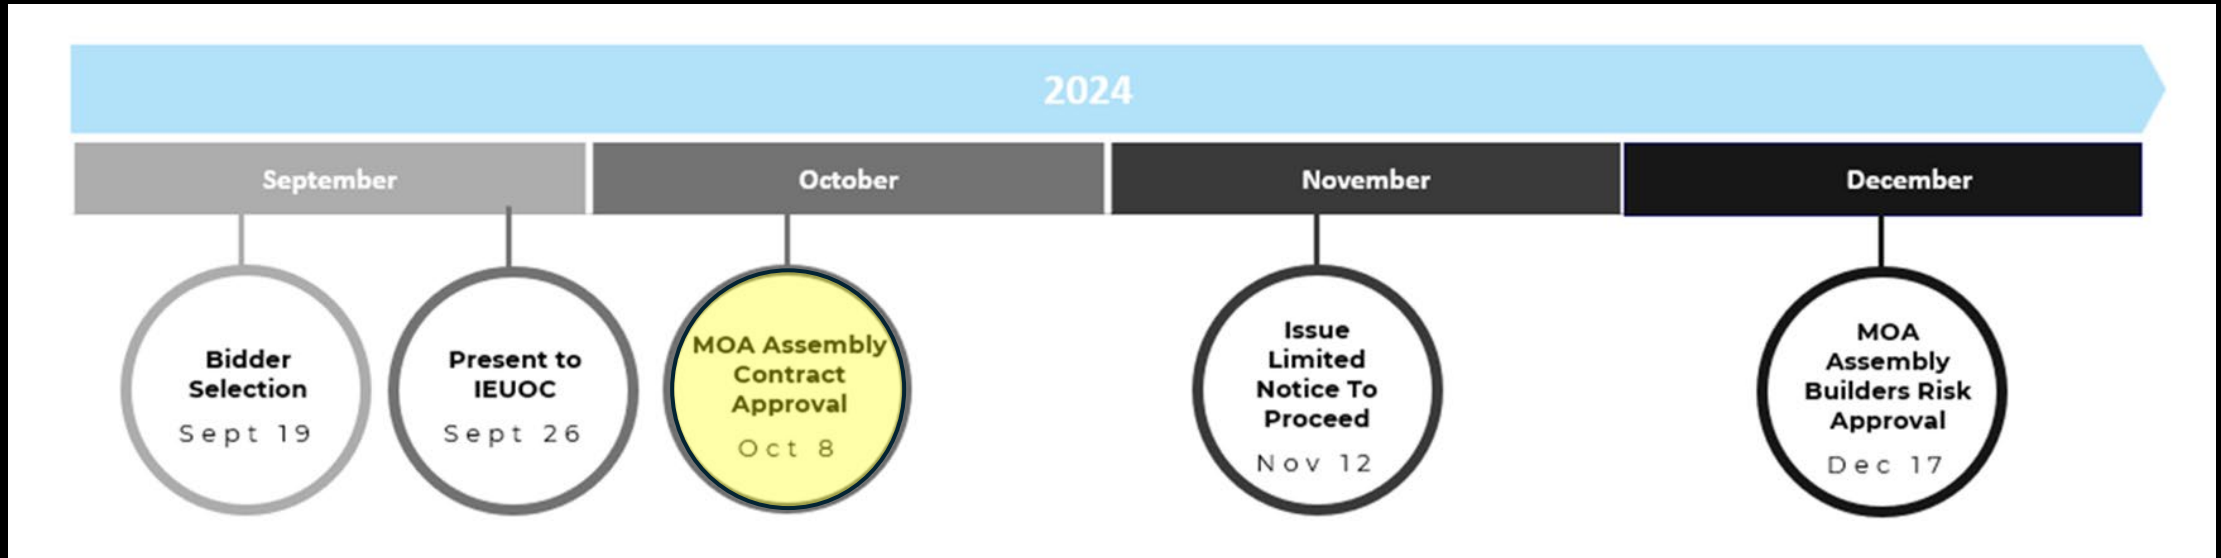 2024
September
October
November
December
Bidder
Selection
Sept 19
Present to
IEUOC
Sept 26
MOA Assembly
Contract
Approval
Oct 8
Issue
Limited
Notice To
Proceed
Nov 12
MOA
Assembly
Builders Risk
Approval
Dec 17